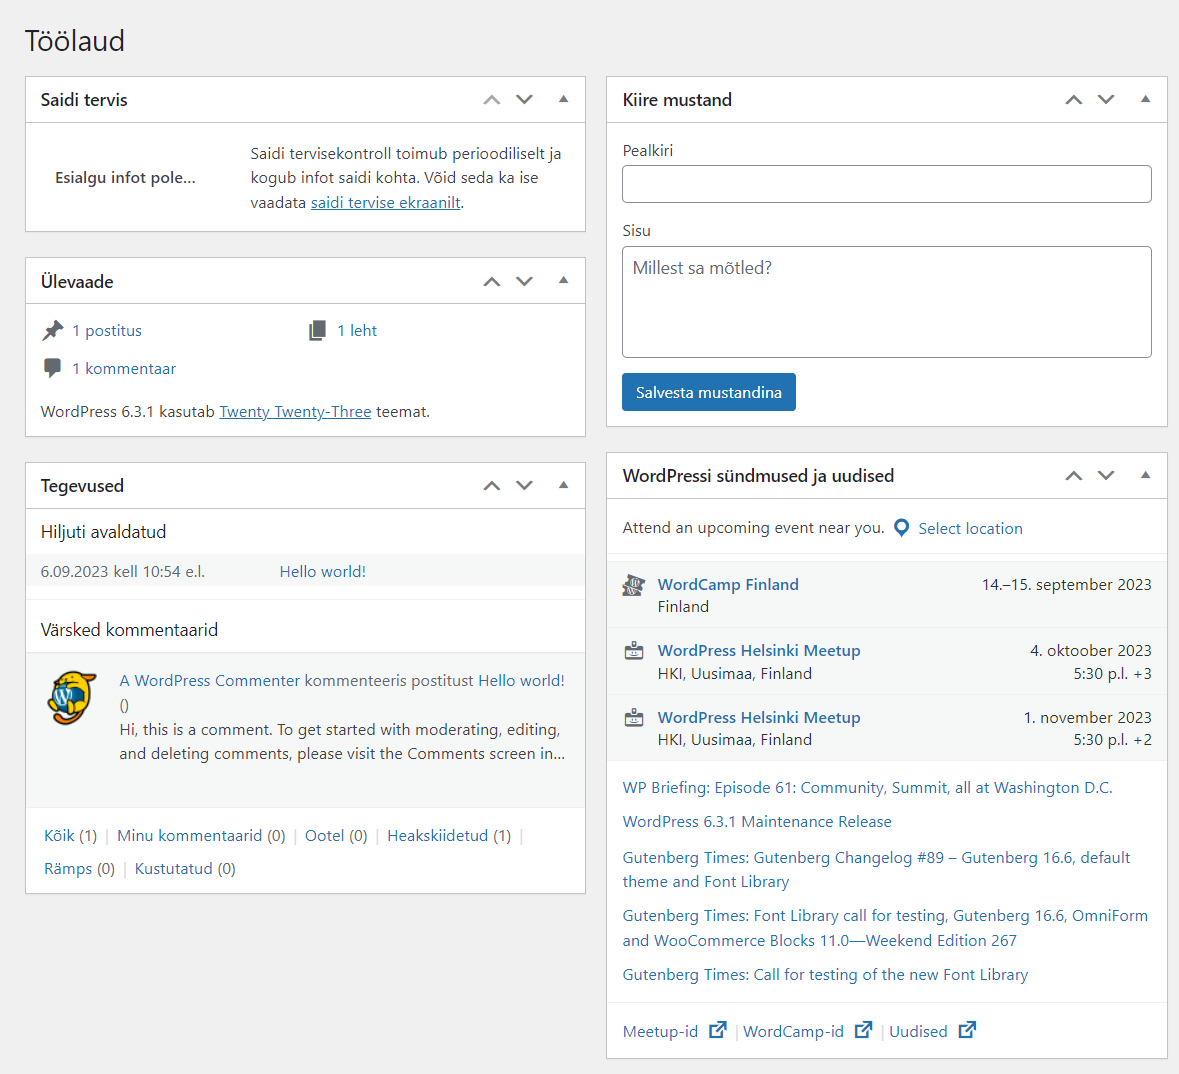 Töölaud
Saidi tervis
Esialgu infot pole...
Saidi tervisekontroll toimub perioodiliselt ja
kogub infot saidi kohta. Võid seda ka ise
vaadata saidi tervise ekraanilt.
Ülevaade
1 postitus
1 leht
1 kommentaar
WordPress 6.3.1 kasutab Twenty Twenty-Three teemat.
Tegevused
Hiljuti avaldatud
6.09.2023 kell 10:54 e.l. Hello world!
Värsked kommentaarid
A WordPress Commenter kommenteeris postitust Hello world!
()
Hi, this is a comment. To get started with moderating, editing,
and deleting comments, please visit the Comments screen in...
Kõik (1) | Minu kommentaarid (0) | Ootel (0) | Heakskiidetud (1) |
Rämps (0) | Kustutatud (0)
Kiire mustand
Pealkiri
Sisu
Millest sa mõtled?
Salvesta mustandina
WordPressi sündmused ja uudised
Attend an upcoming event near you. Select location
WordCamp Finland 14.–15. september 2023
Finland
WordPress Helsinki Meetup 4. oktoober 2023
HKI, Uusimaa, Finland 5:30 p.l. +3
WordPress Helsinki Meetup 1. november 2023
HKI, Uusimaa, Finland 5:30 p.l. +2
WP Briefing: Episode 61: Community, Summit, all at Washington D.C.
WordPress 6.3.1 Maintenance Release
Gutenberg Times: Gutenberg Changelog #89 – Gutenberg 16.6, default
theme and Font Library
Gutenberg Times: Font Library call for testing, Gutenberg 16.6, OmniForm
and WooCommerce Blocks 11.0—Weekend Edition 267
Gutenberg Times: Call for testing of the new Font Library
Meetup-id | WordCamp-id | Uudised